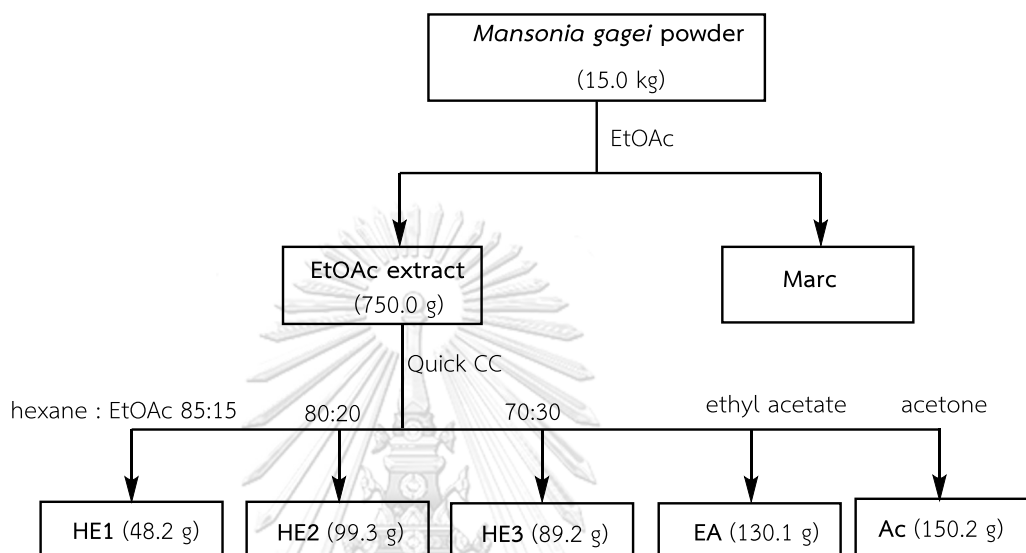 Mansonia gagei powder
(15.0 kg)
EtOAc
EtOAc extract
(750.0 g)
Marc
Quick CC
hexane : EtOAc 85:15
80:20
70:30
ethyl acetate
acetone
HE1 (48.2 g)
HE2 (99.3 g)
HE3 (89.2 g)
EA (130.1 g)
Ac (150.2 g)